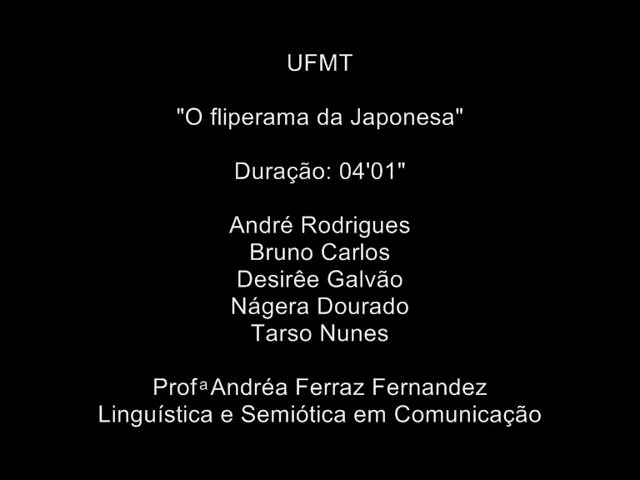 UFMT
"O fliperama da Japonesa"
Duração: 04'01"
André Rodrigues
Bruno Carlos
Desirêe Galvão
Nágera Dourado
Tarso Nunes
Profª Andréa Ferraz Fernandez
Linguística e Semiótica em Comunicação